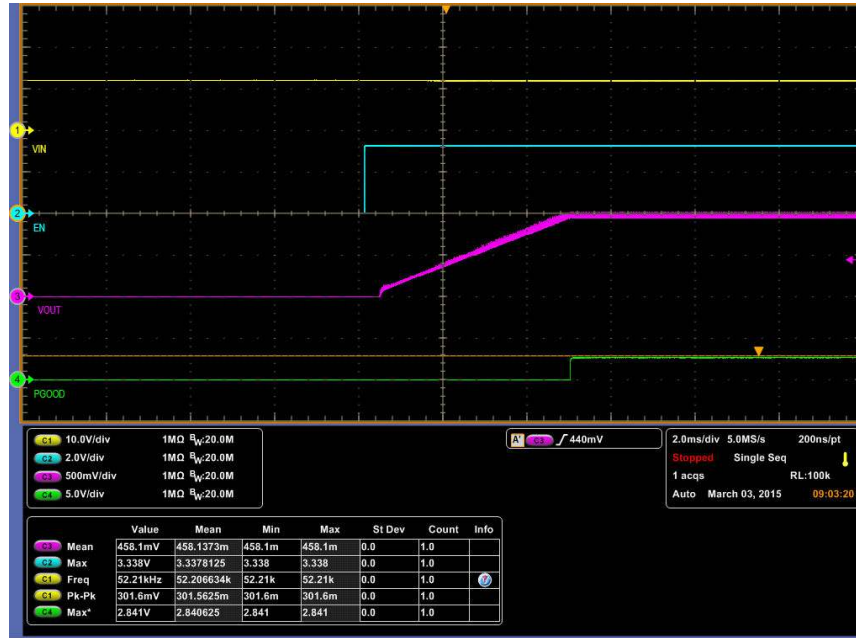 1
VIN
2
EN
3
VOUT
4
PGOOD
C1 10.0V/div 1MΩ BW:20.0M
C2 2.0V/div 1MΩ BW:20.0M
C3 500mV/div 1MΩ BW:20.0M
C4 5.0V/div 1MΩ BW:20.0M
A' C3 440mV
2.0ms/div 5.0MS/s 200ns/pt
Stopped Single Seq
1 acqs RL:100k
Auto March 03, 2015 09:03:20
Value Mean Min Max St Dev Count Info
C3 Mean 458.1mV 458.1373m 458.1m 458.1m 0.0 1.0
C2 Max 3.338V 3.3378125 3.338 3.338 0.0 1.0
C1 Freq 52.21kHz 52.206634k 52.21k 52.21k 0.0 1.0
C1 Pk-Pk 301.6mV 301.5625m 301.6m 301.6m 0.0 1.0
C4 Max* 2.841V 2.840625 2.841 2.841 0.0 1.0